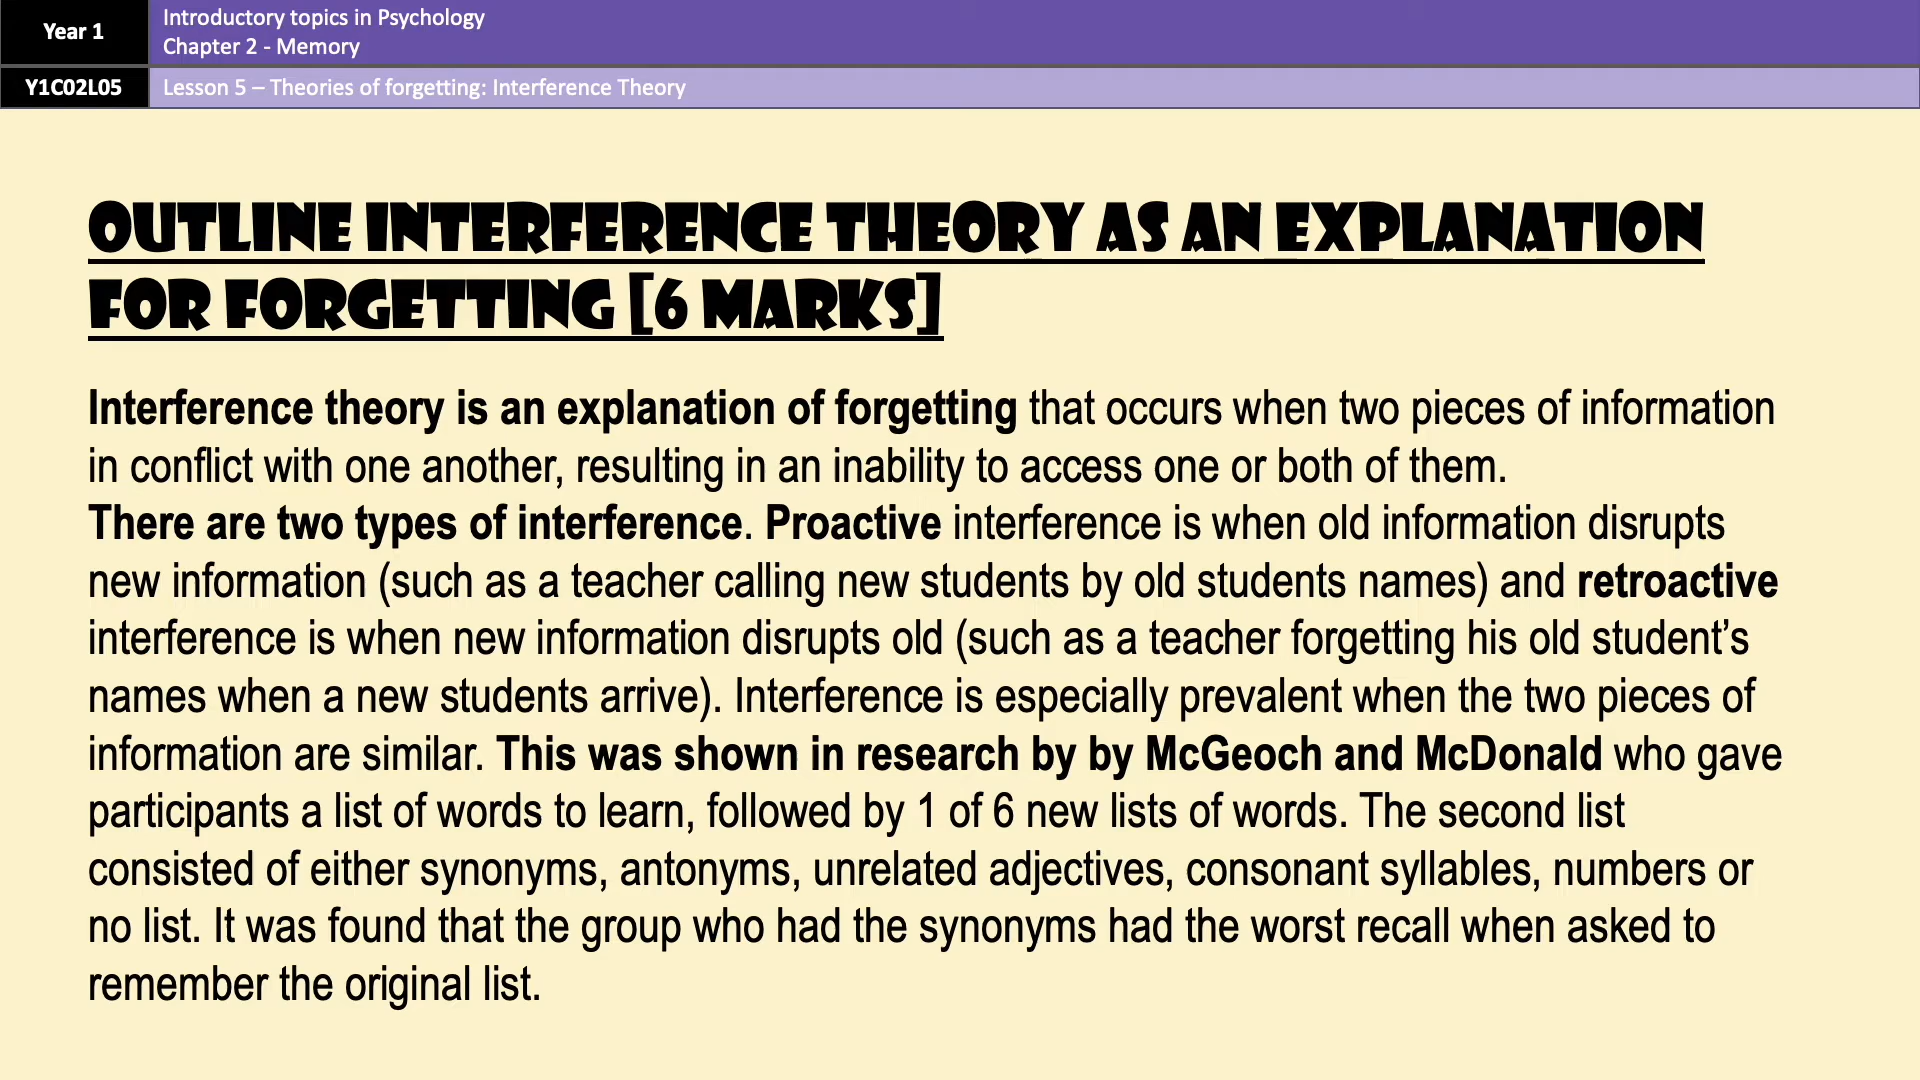 Year 1
Introductory topics in Psychology
Chapter 2 - Memory
Y1C02L05
Lesson 5 – Theories of forgetting: Interference Theory
OUTLINE INTERFERENCE THEORY AS AN EXPLANATION
FOR FORGETTING [6 MARKS]
Interference theory is an explanation of forgetting that occurs when two pieces of information
in conflict with one another, resulting in an inability to access one or both of them.
There are two types of interference. Proactive interference is when old information disrupts
new information (such as a teacher calling new students by old students names) and retroactive
interference is when new information disrupts old (such as a teacher forgetting his old student’s
names when a new students arrive). Interference is especially prevalent when the two pieces of
information are similar. This was shown in research by by McGeoch and McDonald who gave
participants a list of words to learn, followed by 1 of 6 new lists of words. The second list
consisted of either synonyms, antonyms, unrelated adjectives, consonant syllables, numbers or
no list. It was found that the group who had the synonyms had the worst recall when asked to
remember the original list.